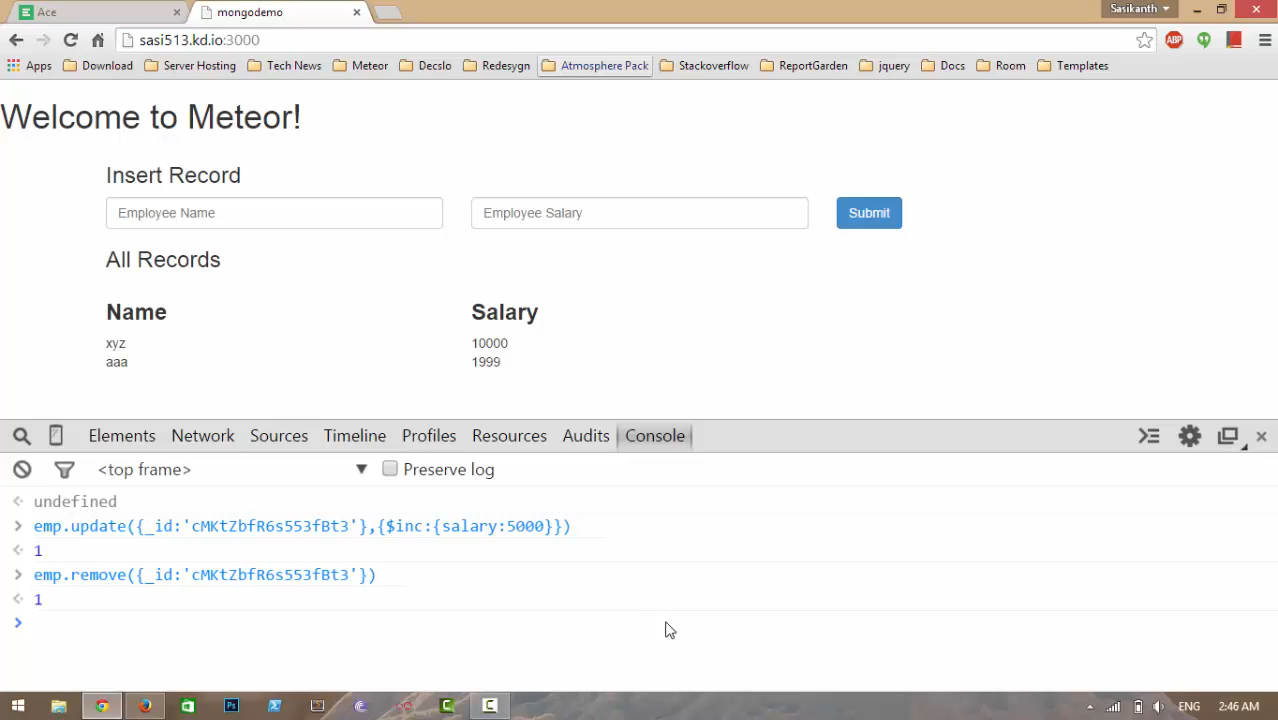 Ace
mongodemo
Sasikanth
sasi513.kd.io:3000
ABP
Apps Download Server Hosting Tech News Meteor Decslo Redesygn Atmosphere Pack Stackoverflow ReportGarden jquery Docs Room Templates
Welcome to Meteor!
Insert Record
Employee Name Employee Salary Submit
All Records
Name Salary
xyz 10000
aaa 1999
Elements Network Sources Timeline Profiles Resources Audits Console
<top frame> Preserve log
undefined
emp.update({_id:'cMKtZbfR6s553fBt3'},{$inc:{salary:5000}})
1
emp.remove({_id:'cMKtZbfR6s553fBt3'})
1
Ps
ENG 2:46 AM